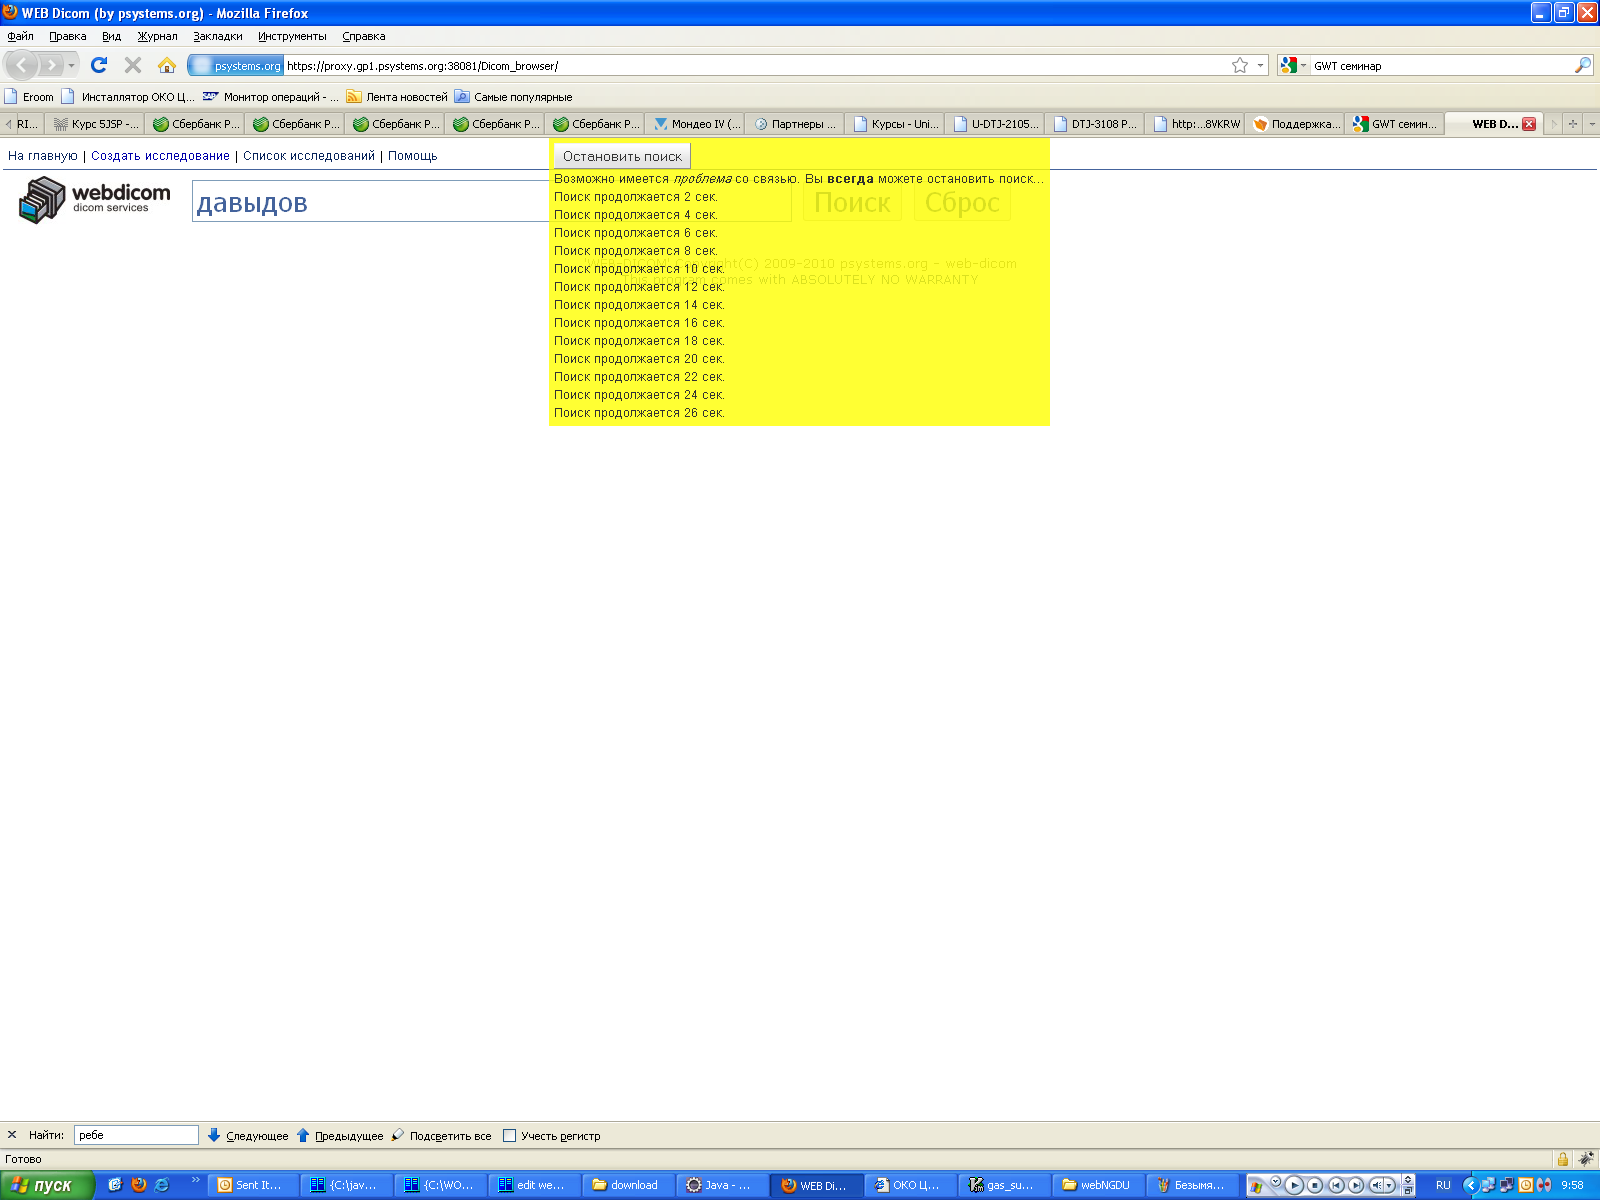 WEB Dicom (by psystems.org) - Mozilla Firefox
Файл Правка Вид Журнал Закладки Инструменты Справка
psystems.org https://proxy.gp1.psystems.org:38081/Dicom_browser/ GWT семинар
Eroom Инсталлятор ОКО Ц... Монитор операций - ... Лента новостей Самые популярные
RI... Курс 5JSP -... Сбербанк Р... Сбербанк Р... Сбербанк Р... Сбербанк Р... Сбербанк Р... Мондео IV (... Партнеры ... Курсы - Uni... U-DTJ-2105... DTJ-3108 P... http:...8VKRW Поддержка... GWT семин... WEB D...
На главную | Создать исследование | Список исследований | Помощь
Остановить поиск
webdicom
dicom services
давыдов
Поиск Сброс
Возможно имеется проблема со связью. Вы всегда можете остановить поиск...
Поиск продолжается 2 сек.
Поиск продолжается 4 сек.
Поиск продолжается 6 сек.
Поиск продолжается 8 сек.
Поиск продолжается 10 сек.
Поиск продолжается 12 сек.
Поиск продолжается 14 сек.
Поиск продолжается 16 сек.
Поиск продолжается 18 сек.
Поиск продолжается 20 сек.
Поиск продолжается 22 сек.
Поиск продолжается 24 сек.
Поиск продолжается 26 сек.
(C) 2009-2010 psystems.org - web-dicom
comes with ABSOLUTELY NO WARRANTY
Найти: ребе Следующее Предыдущее Подсветить все Учесть регистр
Готово
пуск Sent It... {C:\jav... {C:\WO... edit we... download Java - ... WEB Di... ОКО Ц... gas_su... webNGDU Безымя... RU 9:58